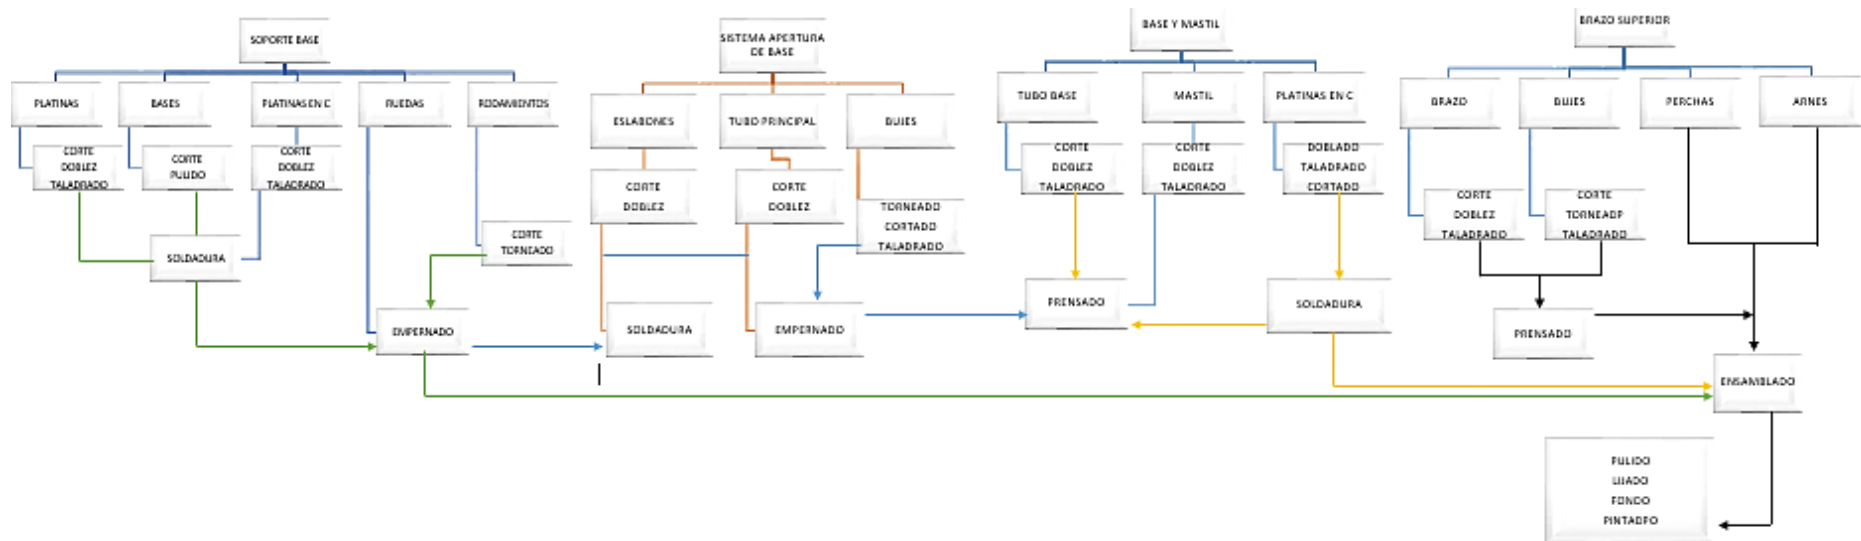 SOPORTE BASE
SISTEMA APERTURA
DE BASE
BASE Y MASTIL
BRAZO SUPERIOR
PLATINAS
BASES
PLATINAS EN C
RUEDAS
RODAMIENTOS
ESLABONES
TUBO PRINCIPAL
BUJES
TUBO BASE
MASTIL
PLATINAS EN C
BRAZO
BUJES
PERCHAS
ARNES
CORTE
DOBLEZ
TALADRADO
CORTE
PULIDO
CORTE
DOBLEZ
TALADRADO
CORTE
TORNEADO
CORTE
DOBLEZ
CORTE
DOBLEZ
TORNEADO
CORTADO
TALADRADO
CORTE
DOBLEZ
TALADRADO
CORTE
DOBLEZ
TALADRADO
DOBLADO
TALADRADO
CORTADO
CORTE
DOBLEZ
TALADRADO
CORTE
TORNEADP
TALADRADO
SOLDADURA
EMPERNADO
SOLDADURA
EMPERNADO
PRENSADO
SOLDADURA
PRENSADO
ENSAMBLADO
PULIDO
LIJADO
FONDO
PINTADPO